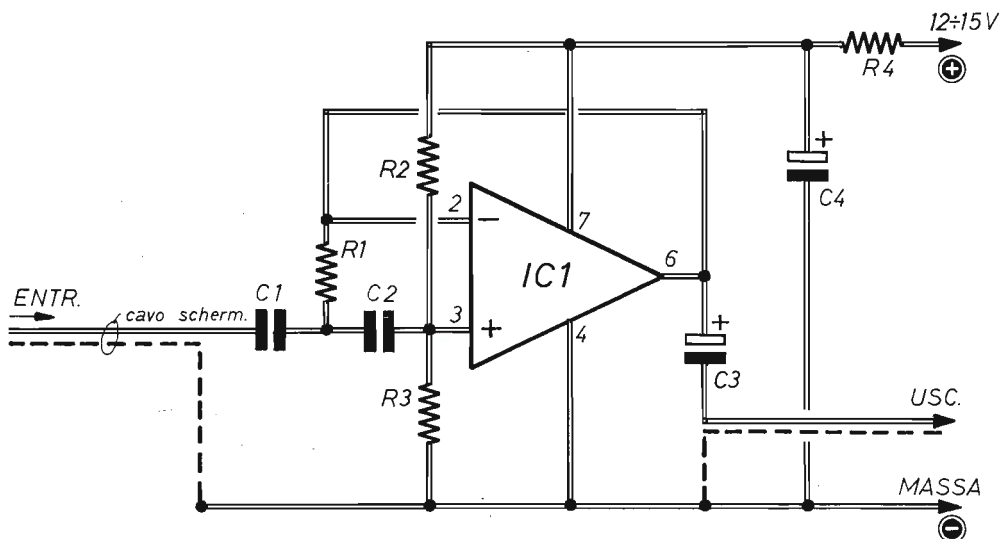 12÷15V
+
R4
R2
+
C4
2
−
7
R1
IC1
6
ENTR.
C1
C2
cavo scherm.
3
+
4
+
C3
R3
USC.
MASSA
−